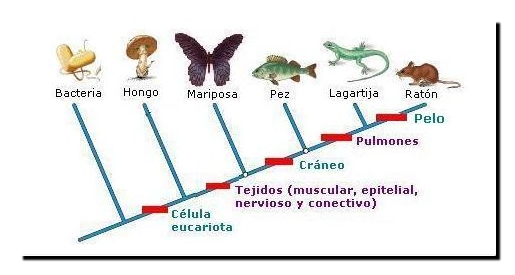 Bacteria
Hongo
Mariposa
Pez
Lagartija
Ratón
Pelo
Pulmones
Cráneo
Tejidos (muscular, epitelial,
nervioso y conectivo)
Célula
eucariota